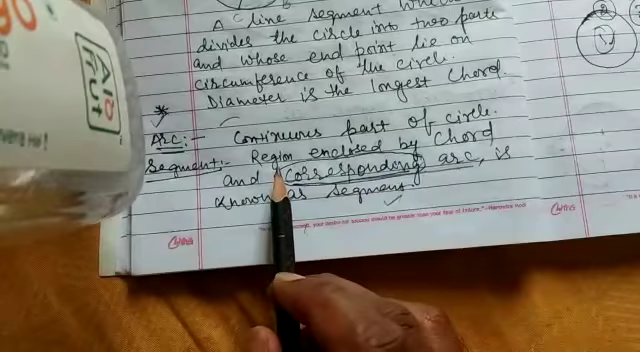 A line segment which
divides the circle into two parts
and whose end point lie on
circumference of the circle.
Diameter is the longest Chord.
Arc:- Continuous part of circle.
Segment:- Region enclosed by Chord
and corresponding arc, is
known as segment